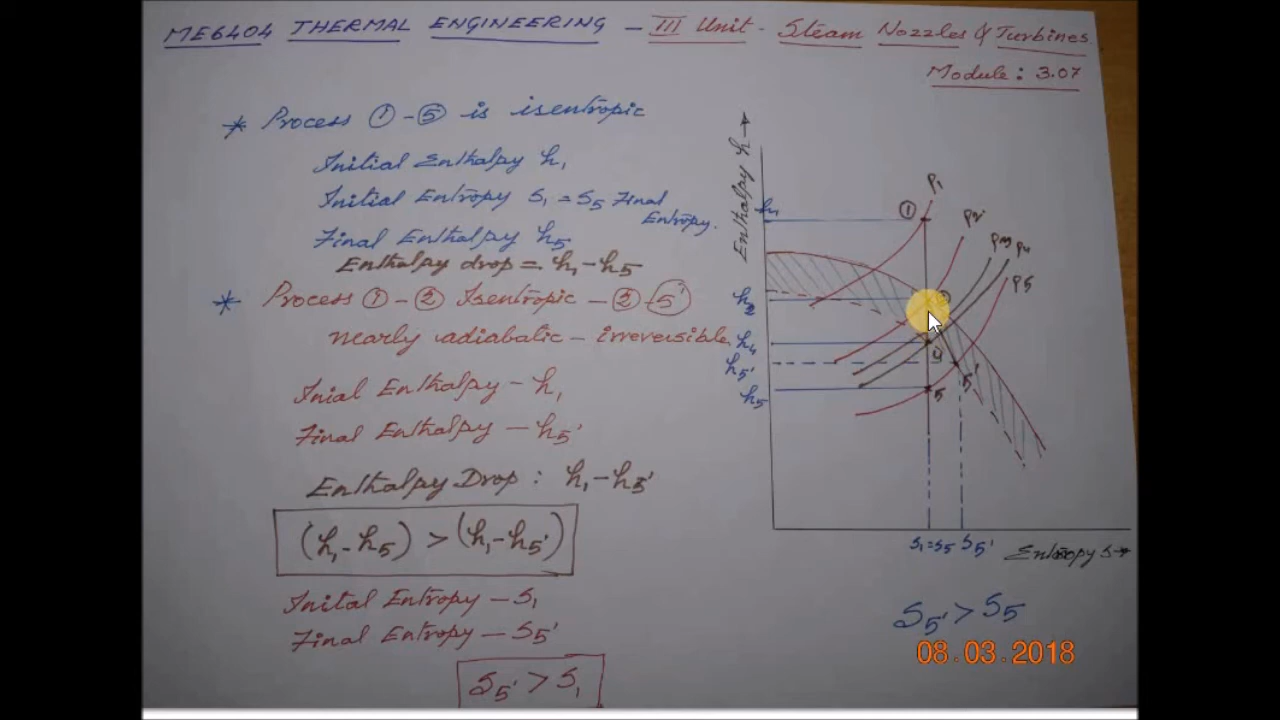 ME6404 THERMAL ENGINEERING - III Unit - Steam Nozzles & Turbines
Module: 3.07
* Process ① - ⑤ is isentropic
Initial Enthalpy h₁
Initial Entropy S₁ = S₅ Final Entropy.
Final Enthalpy h₅
Enthalpy drop = h₁ - h₅
* Process ① - ② Isentropic - ② - 5'
nearly adiabatic - irreversible.
Inial Enthalpy - h₁
Final Enthalpy - h₅'
Enthalpy Drop : h₁ - h₅'
(h₁ - h₅) > (h₁ - h₅')
Inital Entropy - S₁
Final Entropy - S₅'
S₅' > S₁
Enthalpy h →
h₁
h₂
h₄
h₅'
h₅
①
P₁
P₂
P₃
P₄
P₅
4
5'
5
S₁=S₅ S₅'
Entropy S →
S₅' > S₅
08.03.2018